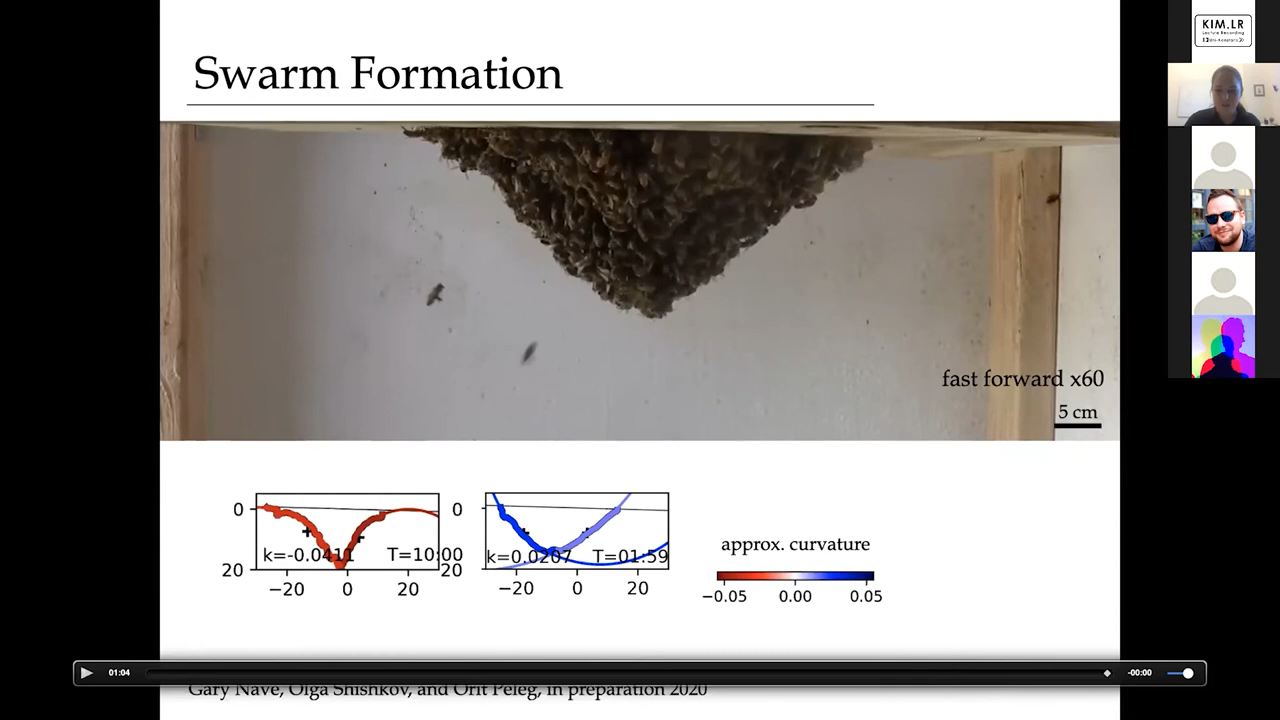 Swarm Formation
KIM.LR
Lecture Recording
fast forward x60
5 cm
0
20
k=-0.0411
T=10:00
−20
0
20
0
20
k=0.0207
T=01:59
−20
0
20
approx. curvature
−0.05
0.00
0.05
01:04
-00:00
Gary Nave, Olga Shishkov, and Orit Peleg, in preparation 2020